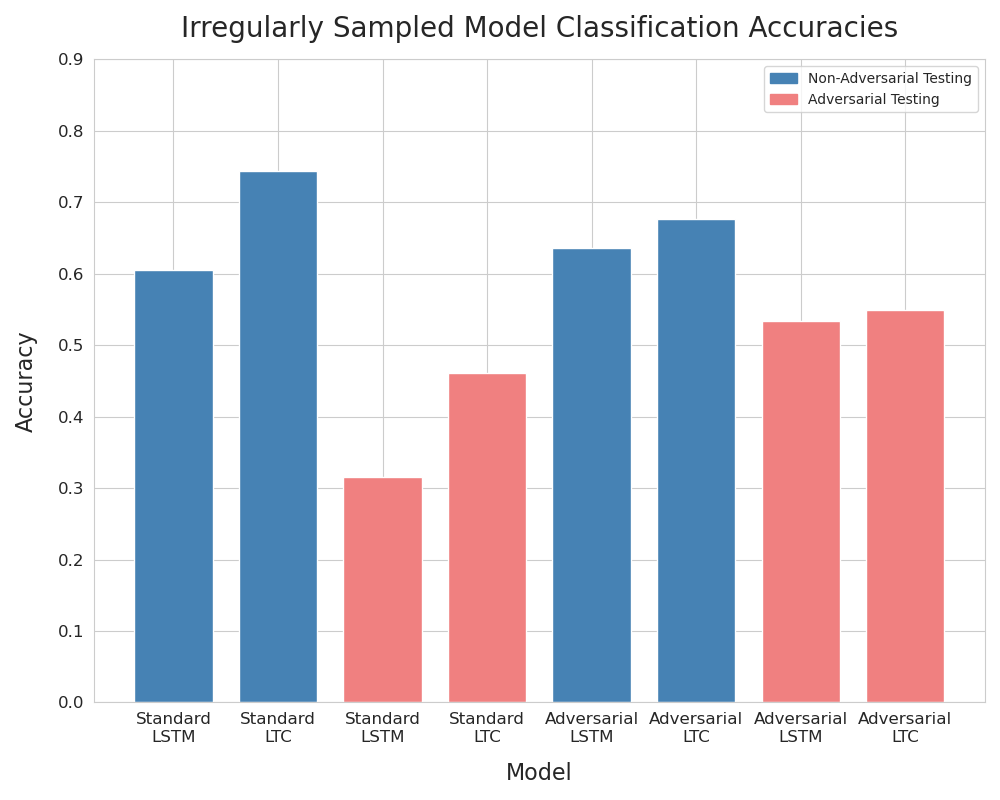 Irregularly Sampled Model Classification Accuracies
Non-Adversarial Testing
Adversarial Testing
Accuracy
0.9
0.8
0.7
0.6
0.5
0.4
0.3
0.2
0.1
0.0
Standard
LSTM
Standard
LTC
Standard
LSTM
Standard
LTC
Adversarial
LSTM
Adversarial
LTC
Adversarial
LSTM
Adversarial
LTC
Model